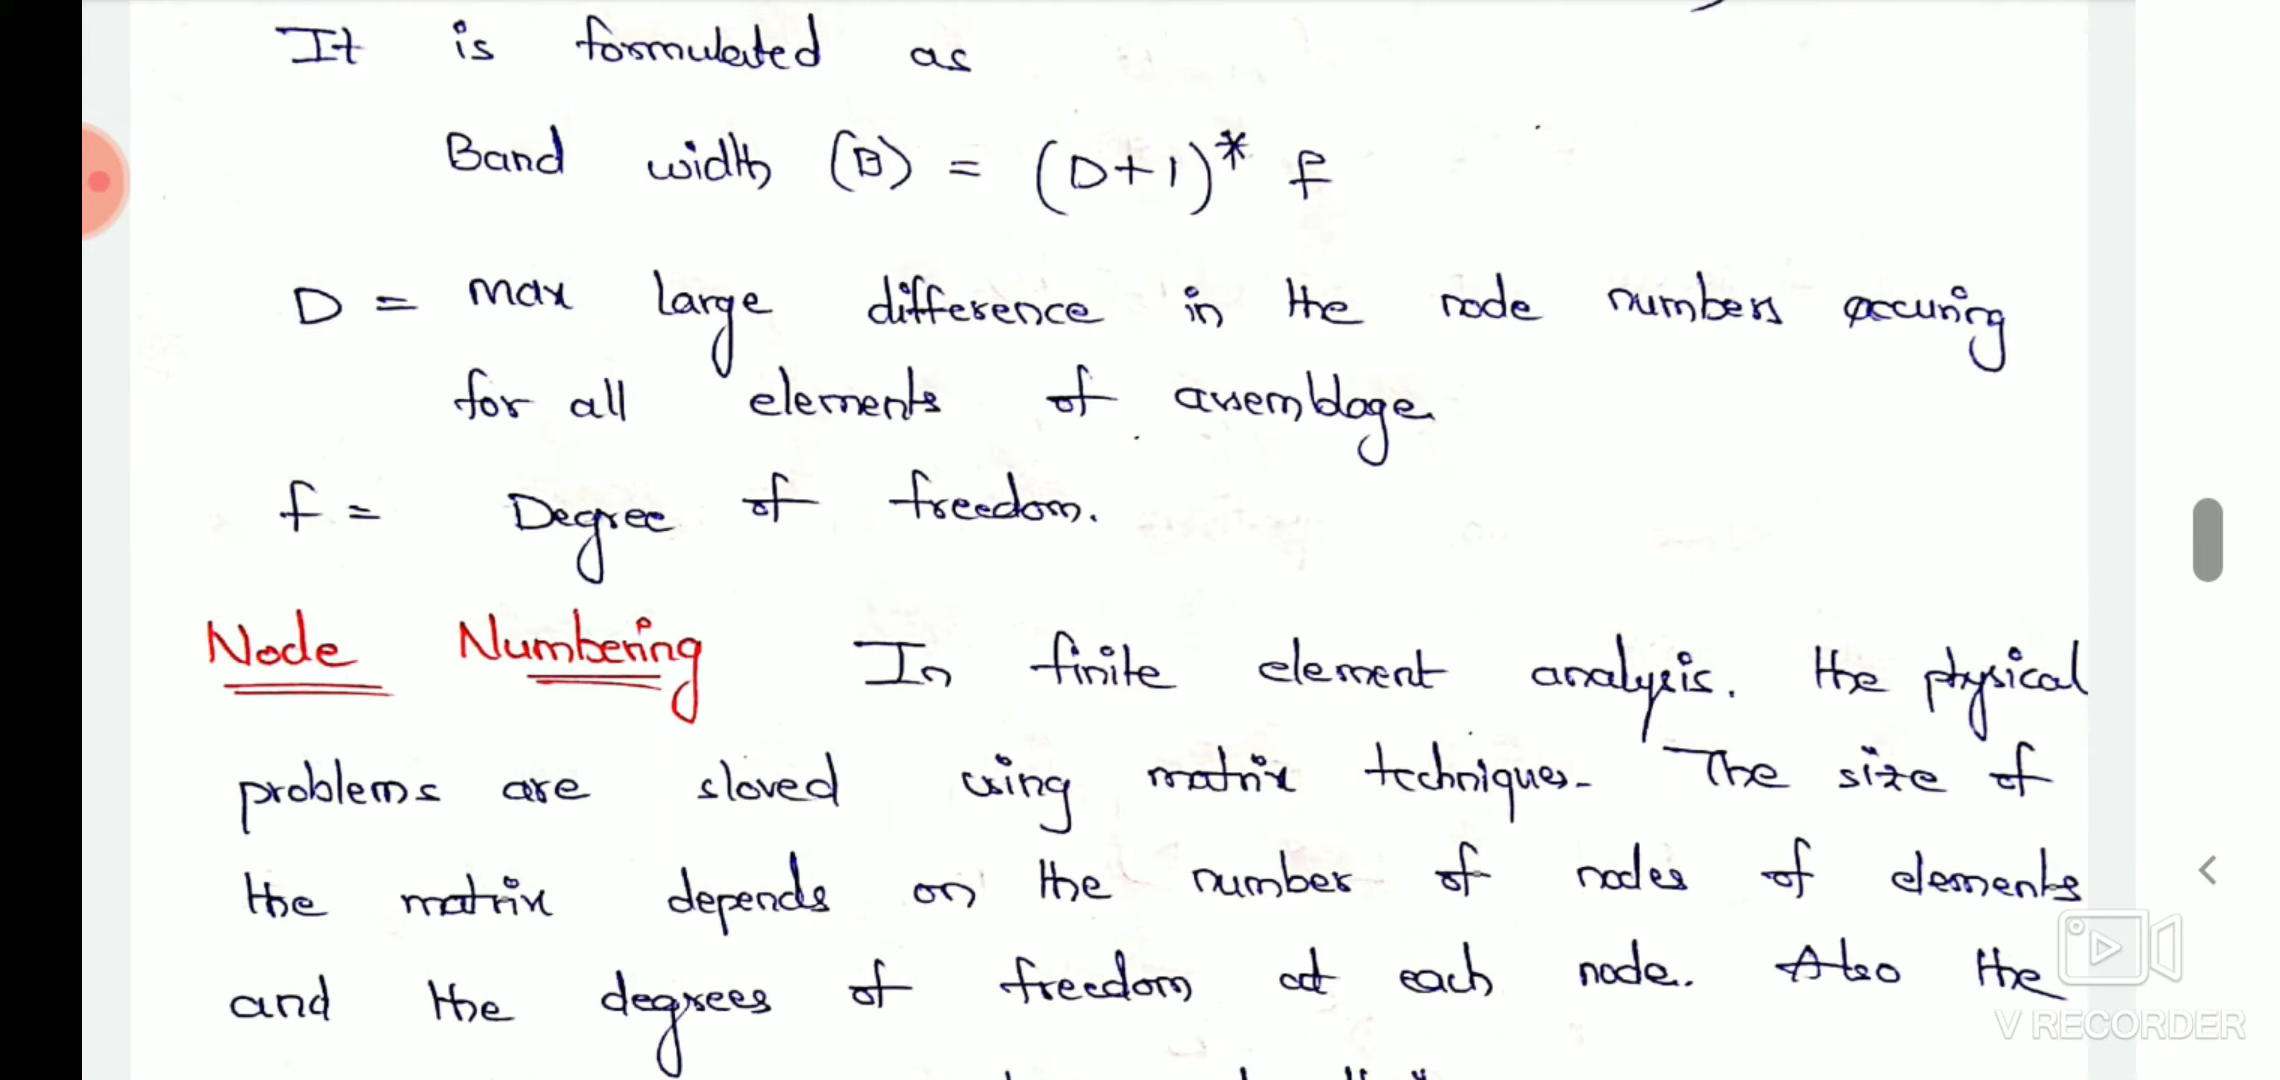 It is formulated as
Band width (B) = (D+1)* f
D = max large difference in the node numbers occuring
for all elements of assemblage.
f = Degree of freedom.
Node Numbering In finite element analysis. the physical
problems are sloved using matrix techniques. The size of
the matrix depends on the number of nodes of elements
and the degrees of freedom at each node. Also the
V RECORDER